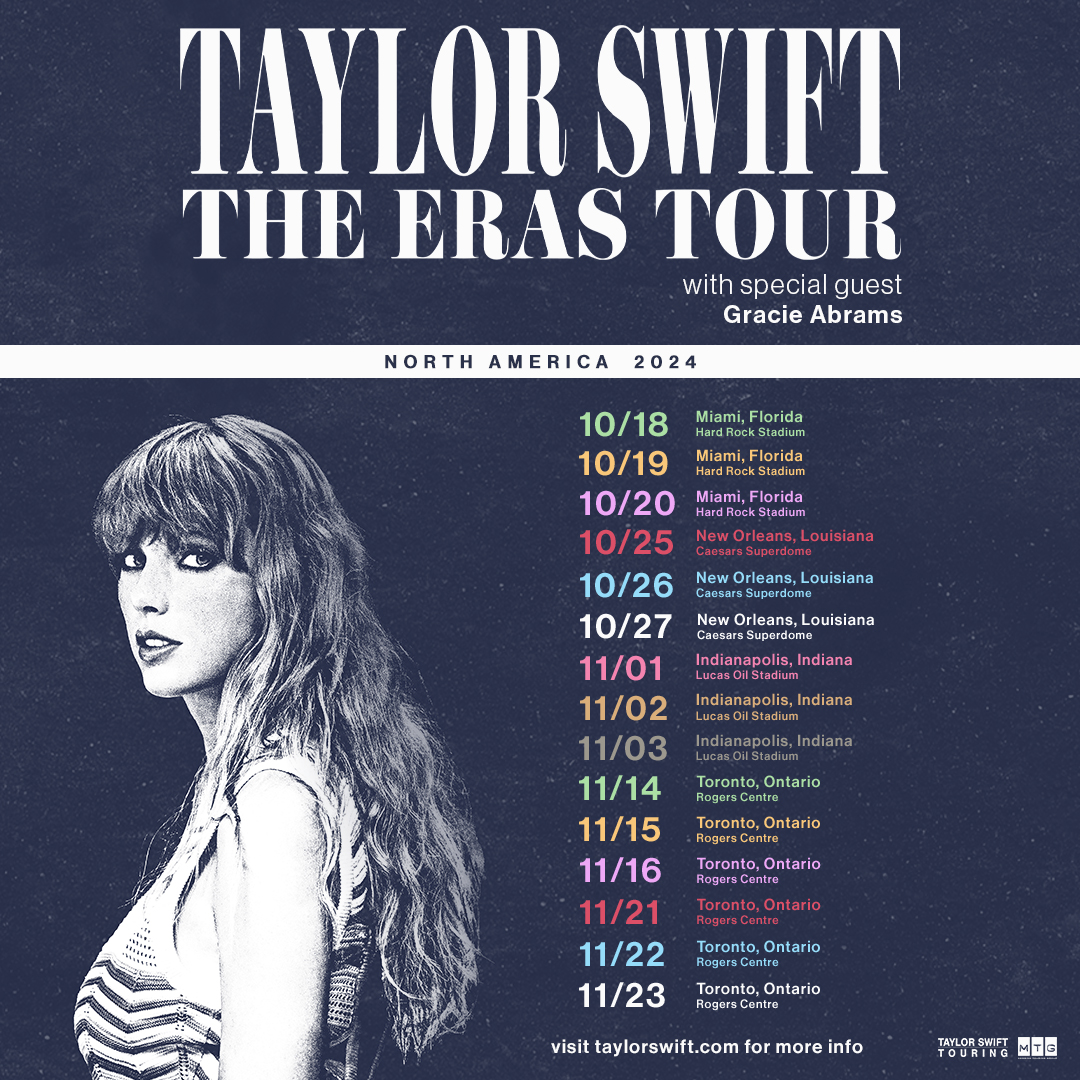 TAYLOR SWIFT
THE ERAS TOUR
with special guest
Gracie Abrams
NORTH AMERICA 2024
10/18 Miami, Florida
Hard Rock Stadium
10/19 Miami, Florida
Hard Rock Stadium
10/20 Miami, Florida
Hard Rock Stadium
10/25 New Orleans, Louisiana
Caesars Superdome
10/26 New Orleans, Louisiana
Caesars Superdome
10/27 New Orleans, Louisiana
Caesars Superdome
11/01 Indianapolis, Indiana
Lucas Oil Stadium
11/02 Indianapolis, Indiana
Lucas Oil Stadium
11/03 Indianapolis, Indiana
Lucas Oil Stadium
11/14 Toronto, Ontario
Rogers Centre
11/15 Toronto, Ontario
Rogers Centre
11/16 Toronto, Ontario
Rogers Centre
11/21 Toronto, Ontario
Rogers Centre
11/22 Toronto, Ontario
Rogers Centre
11/23 Toronto, Ontario
Rogers Centre
visit taylorswift.com for more info
TAYLOR SWIFT
TOURING
MTG